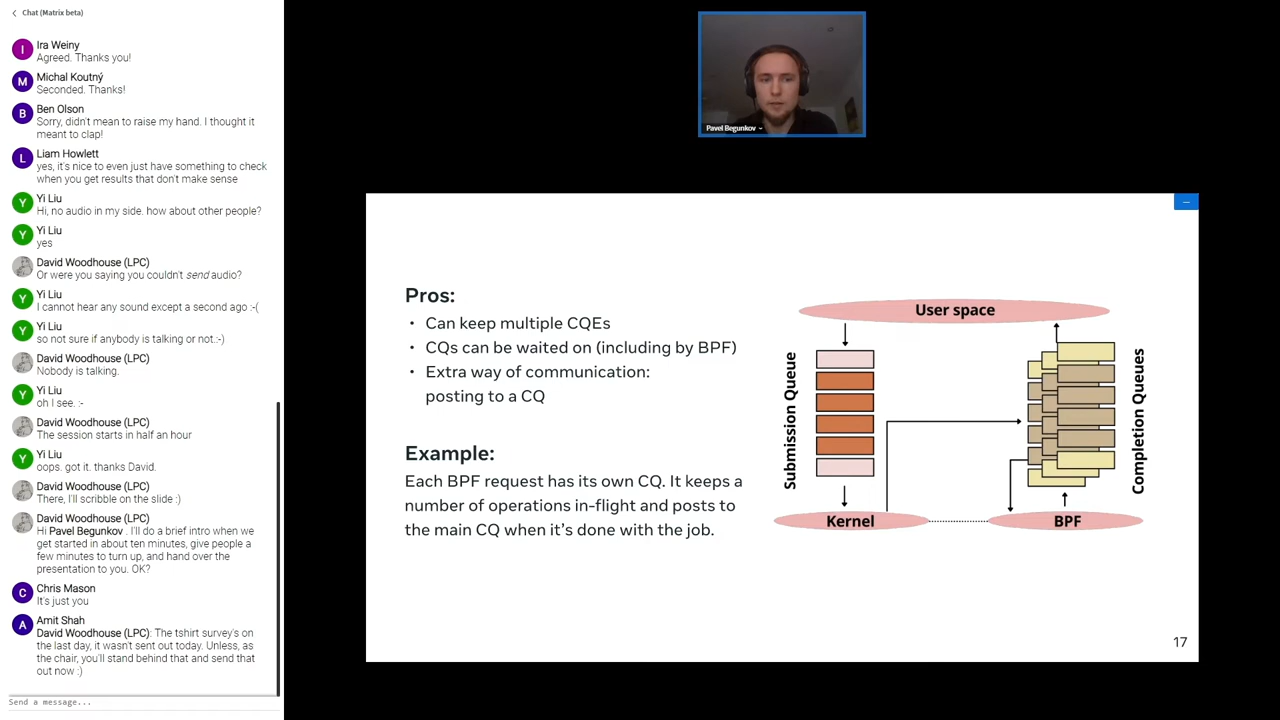 Chat (Matrix beta)
Ira Weiny
Agreed. Thanks you!
Michal Koutný
Seconded. Thanks!
Ben Olson
Sorry, didn't mean to raise my hand. I thought it
meant to clap!
Liam Howlett
yes, it's nice to even just have something to check
when you get results that don't make sense
Yi Liu
Hi, no audio in my side. how about other people?
Yi Liu
yes
David Woodhouse (LPC)
Or were you saying you couldn't send audio?
Yi Liu
I cannot hear any sound except a second ago :-(
Yi Liu
so not sure if anybody is talking or not.:-)
David Woodhouse (LPC)
Nobody is talking.
Yi Liu
oh I see. :-
David Woodhouse (LPC)
The session starts in half an hour
Yi Liu
oops. got it. thanks David.
David Woodhouse (LPC)
There, I'll scribble on the slide :)
David Woodhouse (LPC)
Hi Pavel Begunkov . I'll do a brief intro when we
get started in about ten minutes, give people a
few minutes to turn up, and hand over the
presentation to you. OK?
Chris Mason
It's just you
Amit Shah
David Woodhouse (LPC): The tshirt survey's on
the last day, it wasn't sent out today. Unless, as
the chair, you'll stand behind that and send that
out now :)
Send a message...
I
M
B
L
Y
Y
Y
Y
Y
Y
C
A
Pavel Begunkov
Pros:
• Can keep multiple CQEs
• CQs can be waited on (including by BPF)
• Extra way of communication:
posting to a CQ
Example:
Each BPF request has its own CQ. It keeps a
number of operations in-flight and posts to
the main CQ when it's done with the job.
User space
Submission Queue
Completion Queues
Kernel
BPF
17